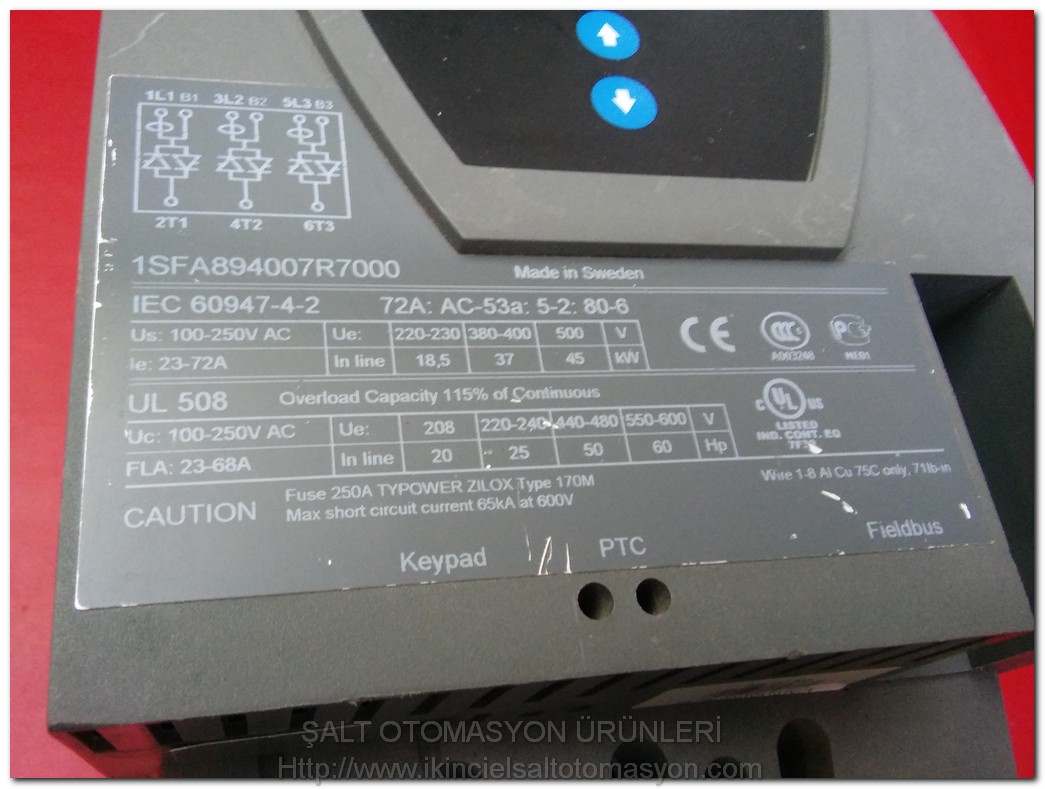 1L1 B1 3L2 B2 5L3 B3
2T1 4T2 6T3
1SFA894007R7000 Made in Sweden
IEC 60947-4-2 72A: AC-53a: 5-2: 80-6
Us: 100-250V AC Ue: 220-230 380-400 500 V
Ie: 23-72A In line 18,5 37 45 kW
CE CCC
A003248 ME01
UL 508 Overload Capacity 115% of Continuous
Uc: 100-250V AC Ue: 208 220-240 440-480 550-600 V
FLA: 23-68A In line 20 25 50 60 Hp
c UL us
LISTED
IND. CONT. EQ
CAUTION Fuse 250A TYPOWER ZILOX Type 170M
Max short circuit current 65kA at 600V
Wire 1-8 Al Cu 75C only, 71lb-in
Keypad PTC Fieldbus
ŞALT OTOMASYON ÜRÜNLERİ
Http://www.ikincielsaltotomasyon.com